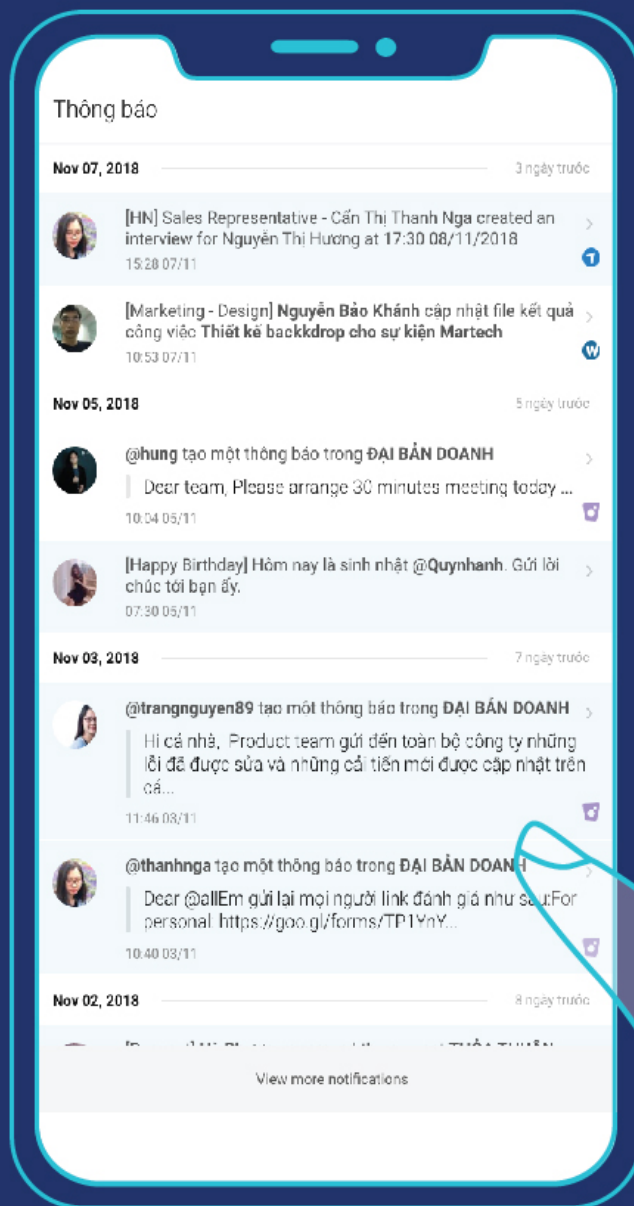 Thông báo
Nov 07, 2018
3 ngày trước
[HN] Sales Representative - Cấn Thị Thanh Nga created an
interview for Nguyễn Thị Hương at 17:30 08/11/2018
15:28 07/11
[Marketing - Design] Nguyễn Bảo Khánh cập nhật file kết quả
công việc Thiết kế backkdrop cho sự kiện Martech
10:53 07/11
W
Nov 05, 2018
5 ngày trước
@hung tạo một thông báo trong ĐẠI BẢN DOANH
Dear team, Please arrange 30 minutes meeting today ...
10:04 05/11
[Happy Birthday] Hôm nay là sinh nhật @Quynhanh. Gửi lời
chúc tới bạn ấy.
07:30 05/11
Nov 03, 2018
7 ngày trước
@trangnguyen89 tạo một thông báo trong ĐẠI BẢN DOANH
Hi cả nhà, Product team gửi đến toàn bộ công ty những
lỗi đã được sửa và những cải tiến mới được cập nhật trên
cá...
11:46 03/11
@thanhnga tạo một thông báo trong ĐẠI BẢN DOANH
Dear @allEm gửi lại mọi người link đánh giá như sau:For
personal: https://goo.gl/forms/TP1YnY...
10:40 03/11
Nov 02, 2018
8 ngày trước
View more notifications